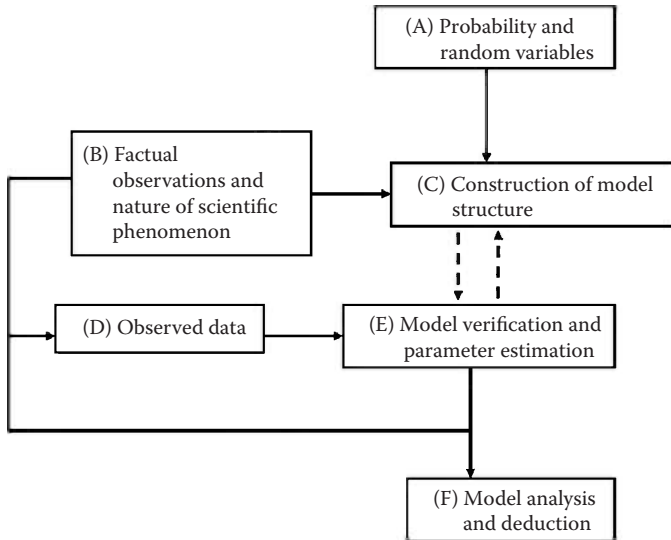 (A) Probability and
random variables
(B) Factual
observations and
nature of scientific
phenomenon
(C) Construction of model
structure
(D) Observed data
(E) Model verification and
parameter estimation
(F) Model analysis
and deduction